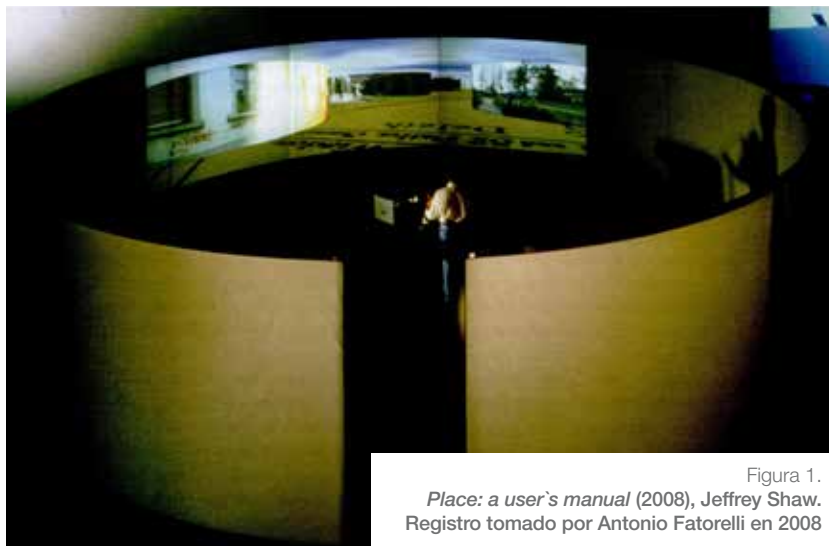 Figura 1.
Place: a user`s manual (2008), Jeffrey Shaw.
Registro tomado por Antonio Fatorelli en 2008